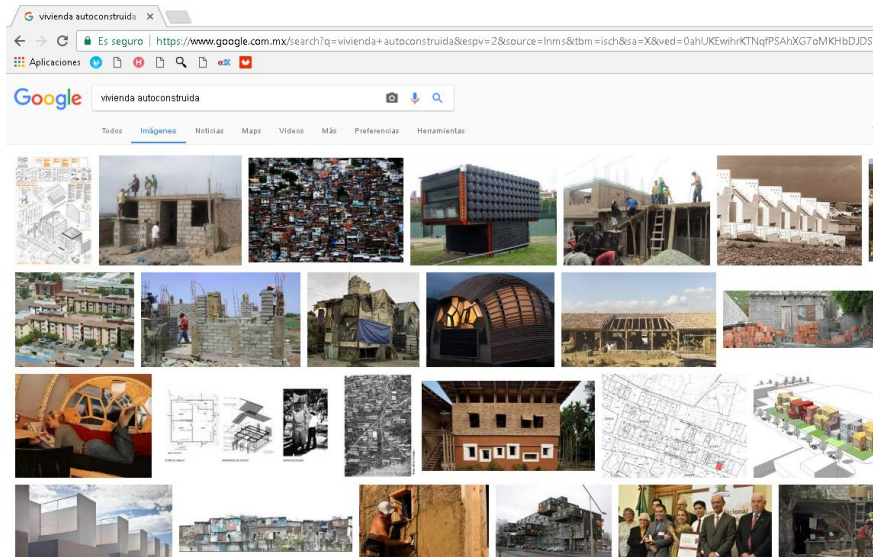 G vivienda autoconstruida ×
Es seguro | https://www.google.com.mx/search?q=vivienda+autoconstruida&espv=2&source=lnms&tbm=isch&sa=X&ved=0ahUKEwihrKTNqfPSAhXG7oMKHbDJDS
Aplicaciones
Google vivienda autoconstruida
Todos Imágenes Noticias Maps Videos Más Preferencias Herramientas